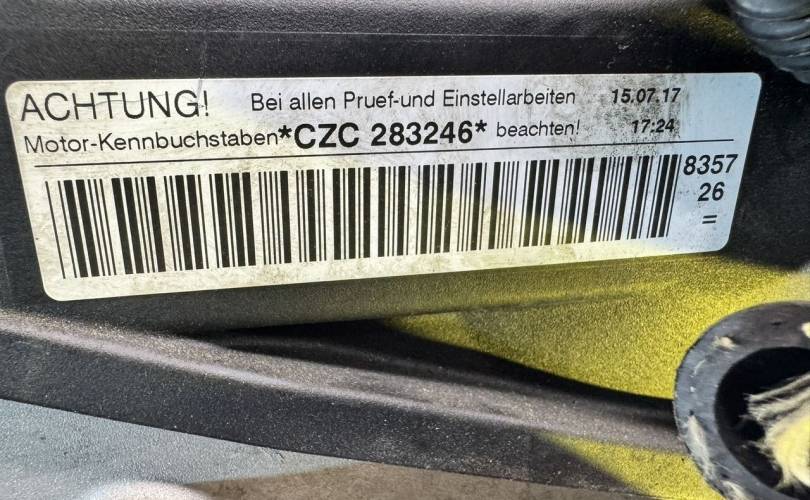 ACHTUNG! Bei allen Pruef-und Einstellarbeiten 15.07.17
Motor-Kennbuchstaben*CZC 283246* beachten! 17:24
8357
26
=